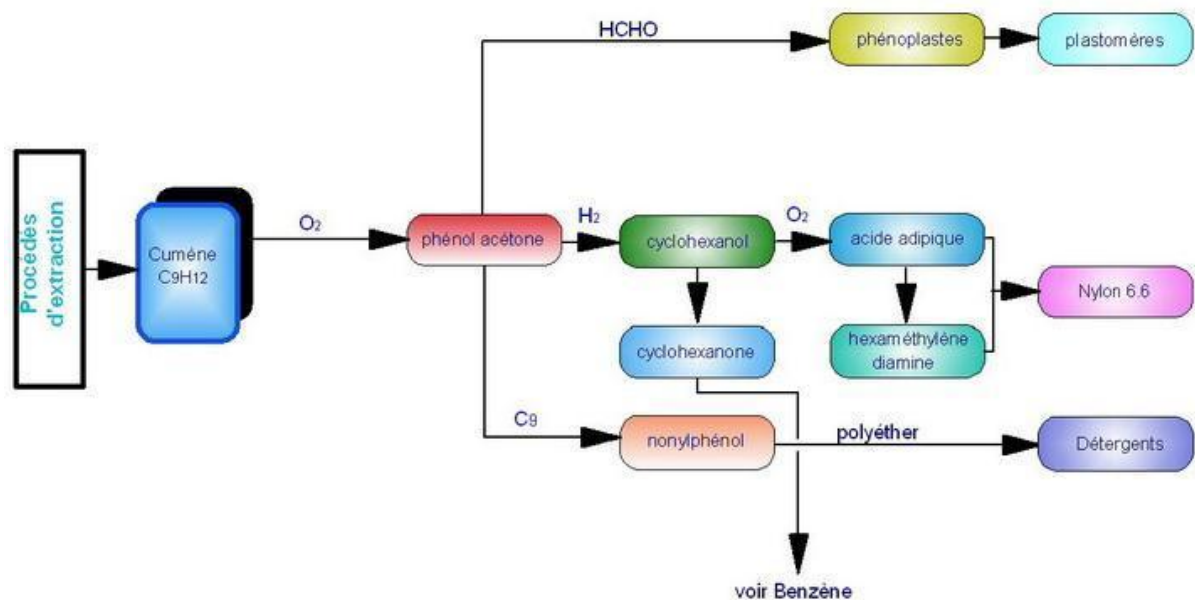 HCHO
phénoplastes
plastomères
Procédés
d'extraction
Cumène
C9H12
O2
phénol acétone
H2
cyclohexanol
O2
acide adipique
Nylon 6.6
cyclohexanone
hexaméthylène
diamine
C9
nonylphénol
polyéther
Détergents
voir Benzène